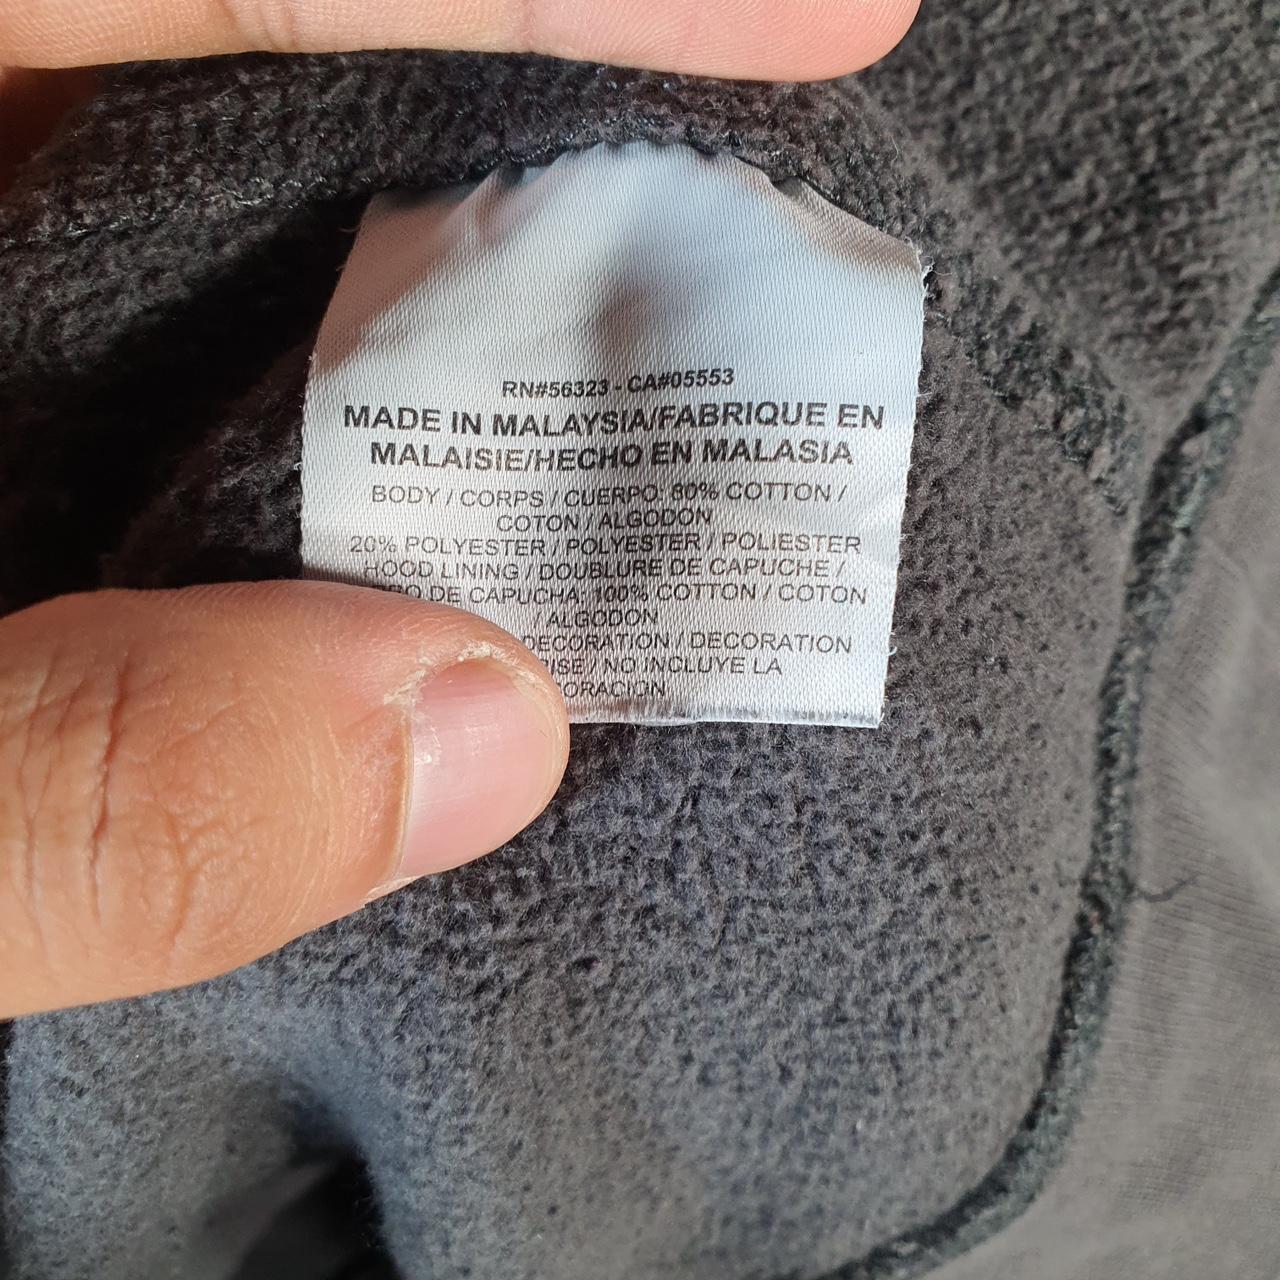 RN#56323 - CA#05553
MADE IN MALAYSIA/FABRIQUE EN
MALAISIE/HECHO EN MALASIA
BODY / CORPS / CUERPO: 80% COTTON /
COTON / ALGODON
20% POLYESTER / POLYESTER / POLIESTER
HOOD LINING / DOUBLURE DE CAPUCHE /
DE CAPUCHA: 100% COTTON / COTON
/ ALGODON
DECORATION / DECORATION
/ NO INCLUYE LA